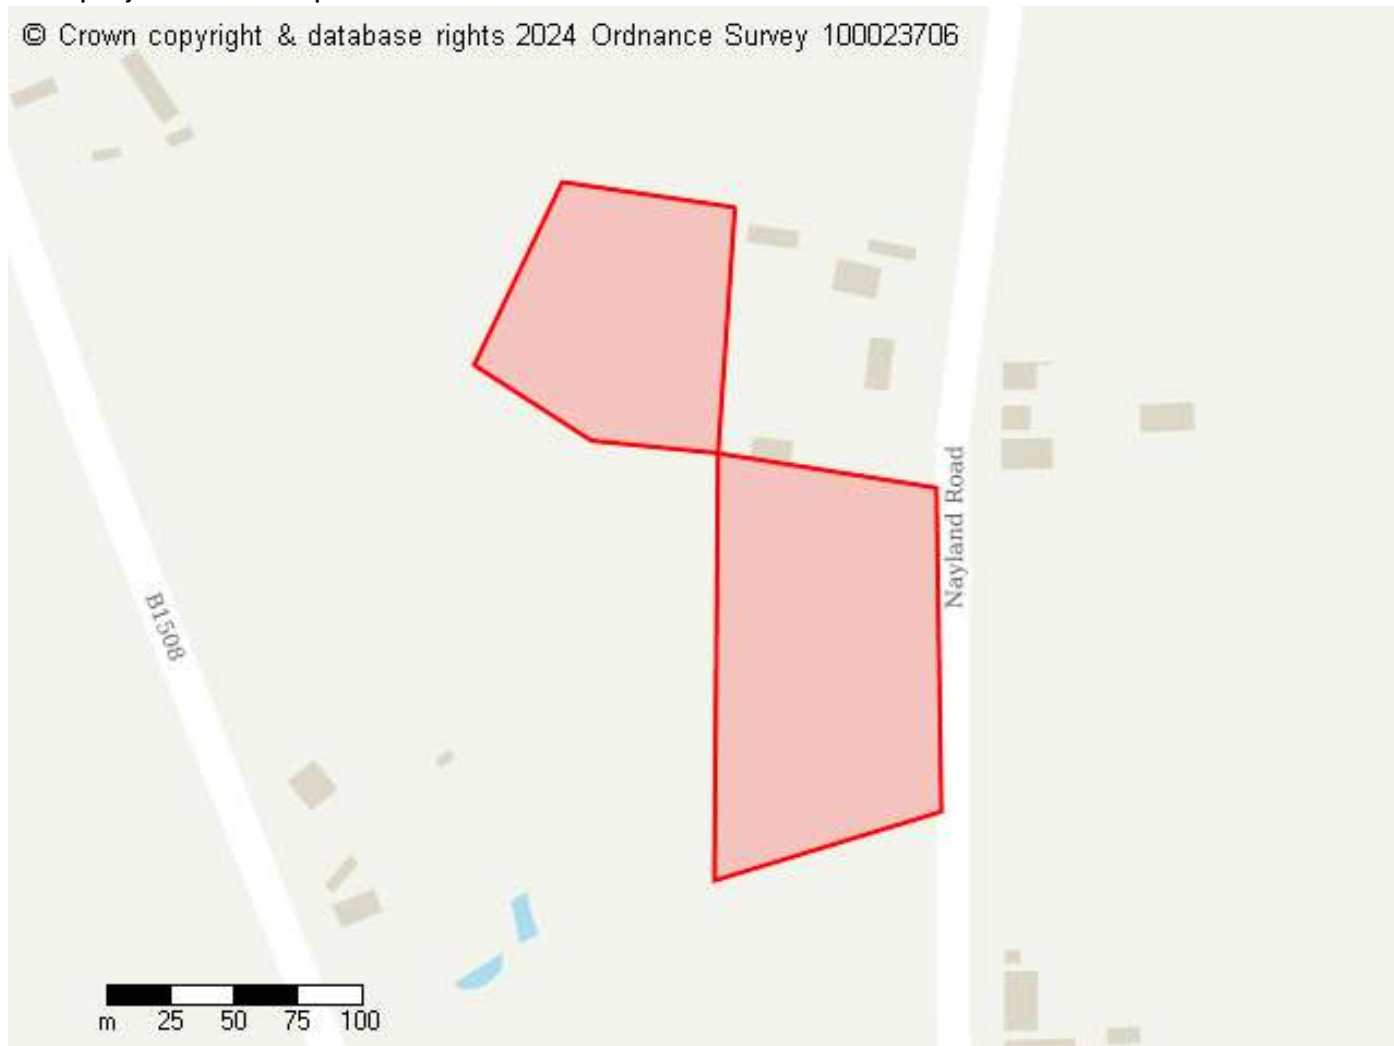 © Crown copyright & database rights 2024 Ordnance Survey 100023706
Nayland Road
B1508
m 25 50 75 100